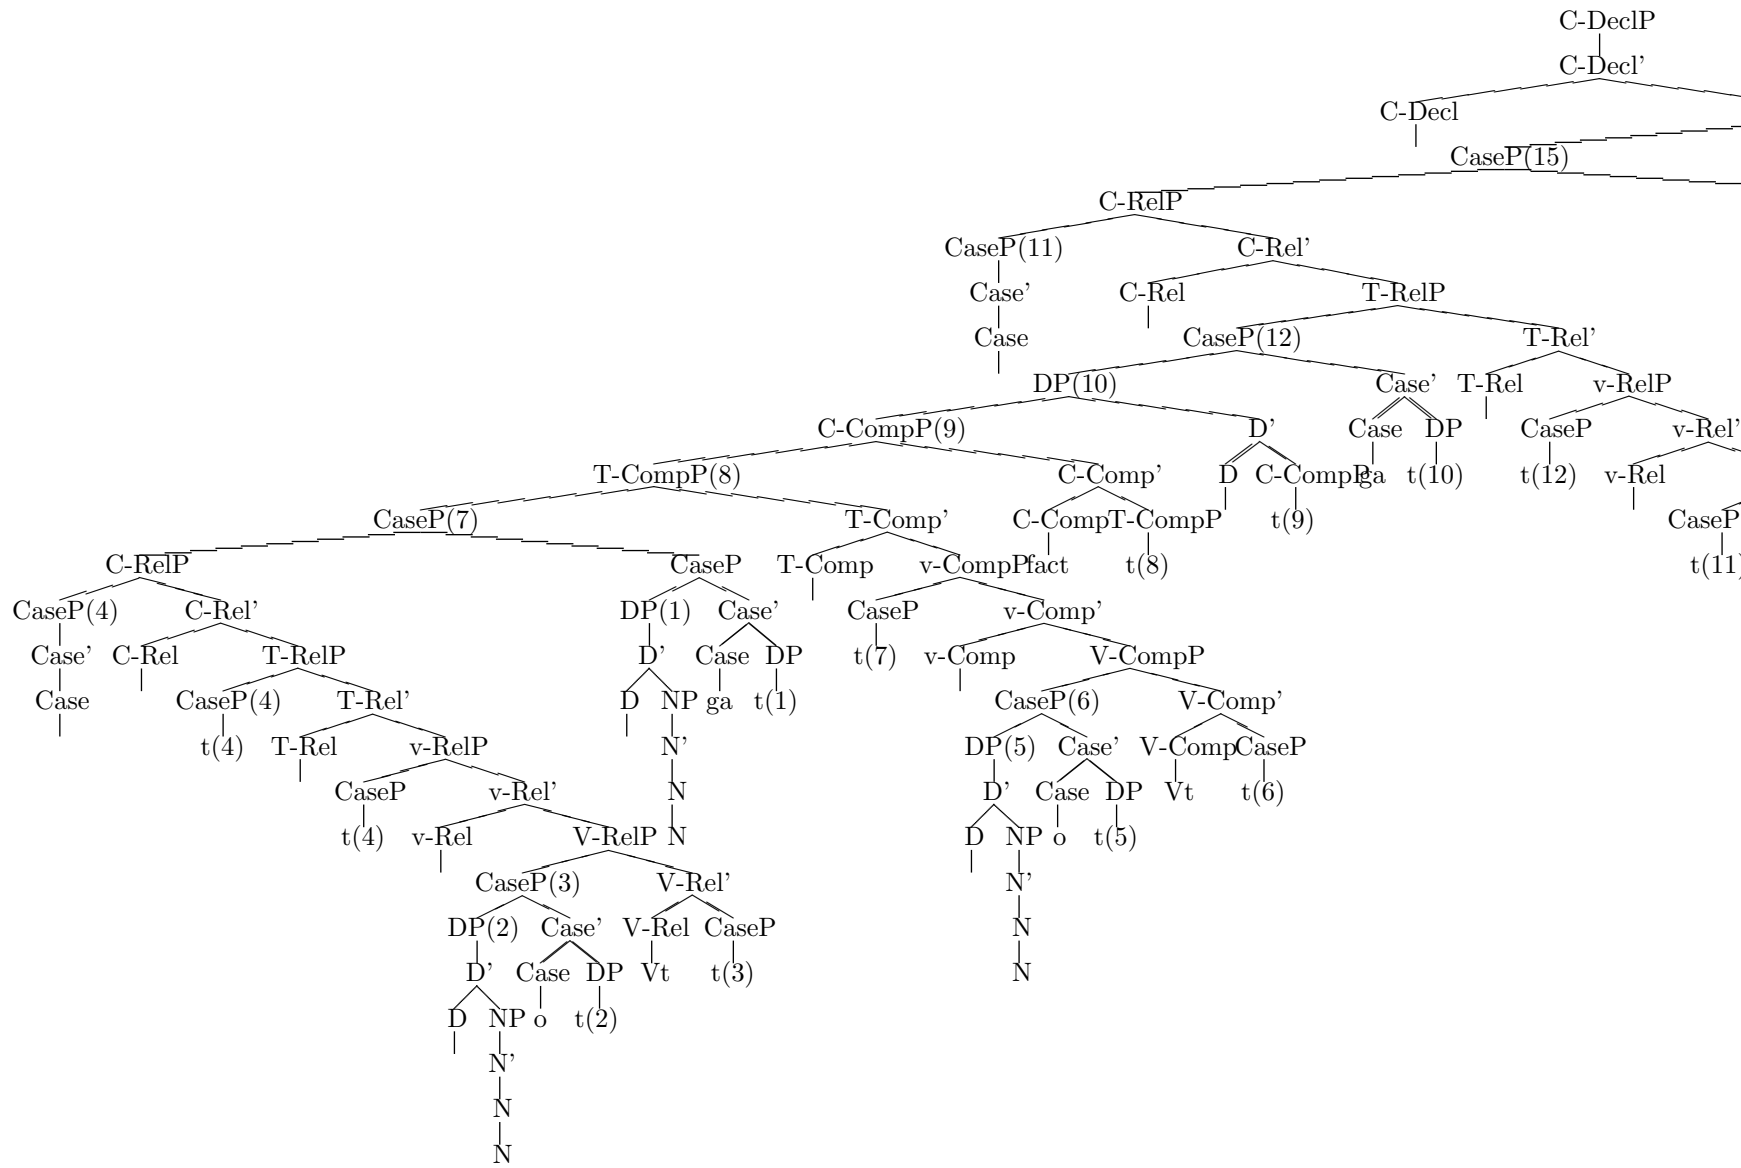 C-DeclP
C-Decl'
C-Decl
CaseP(15)
C-RelP
CaseP(11) C-Rel'
Case' C-Rel T-RelP
Case CaseP(12) T-Rel'
DP(10) Case' T-Rel v-RelP
C-CompP(9) D' Case DP CaseP v-Rel'
T-CompP(8) C-Comp' D C-CompP ga t(10) t(12) v-Rel
CaseP(7) T-Comp' C-Comp T-CompP t(9) CaseP
C-RelP CaseP T-Comp v-CompP fact t(8) t(11)
CaseP(4) C-Rel' DP(1) Case' CaseP v-Comp'
Case' C-Rel T-RelP D' Case DP t(7) v-Comp V-CompP
Case CaseP(4) T-Rel' D NP ga t(1) CaseP(6) V-Comp'
t(4) T-Rel v-RelP N' DP(5) Case' V-Comp CaseP
CaseP v-Rel' N D' Case DP Vt t(6)
t(4) v-Rel V-RelP N D NP o t(5)
CaseP(3) V-Rel' N'
DP(2) Case' V-Rel CaseP N
D' Case DP Vt t(3) N
D NP o t(2)
N'
N
N